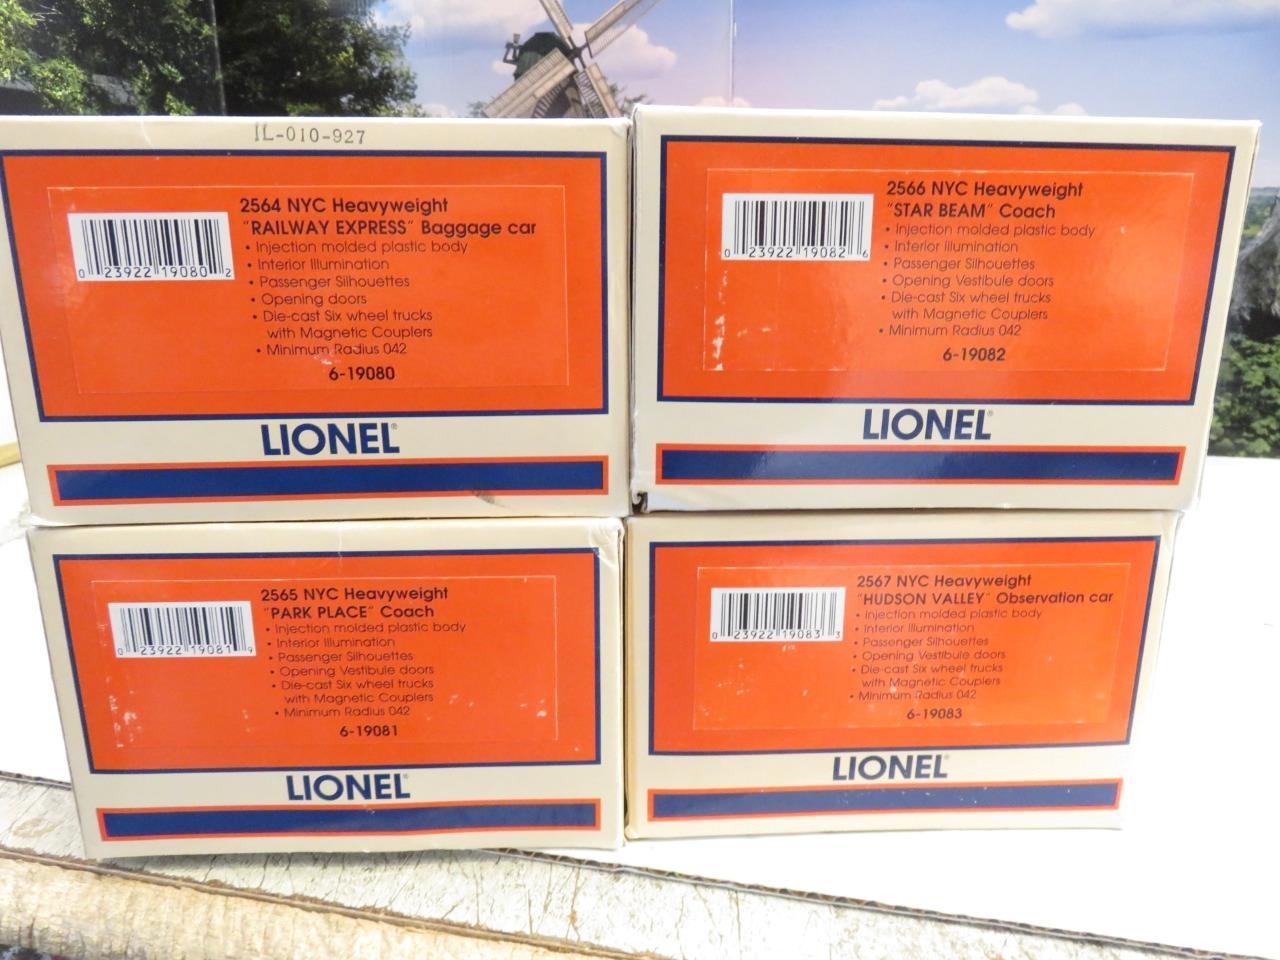 IL-010-927
2564 NYC Heavyweight
"RAILWAY EXPRESS" Baggage car
• Injection molded plastic body
• Interior Illumination
• Passenger Silhouettes
• Opening doors
• Die-cast Six wheel trucks
with Magnetic Couplers
• Minimum Radius 042
6-19080
0 23922 19080 2
LIONEL®
2566 NYC Heavyweight
"STAR BEAM" Coach
• Injection molded plastic body
• Interior Illumination
• Passenger Silhouettes
• Opening Vestibule doors
• Die-cast Six wheel trucks
with Magnetic Couplers
• Minimum Radius 042
6-19082
0 23922 19082 6
LIONEL®
2565 NYC Heavyweight
"PARK PLACE" Coach
• Injection molded plastic body
• Interior Illumination
• Passenger Silhouettes
• Opening Vestibule doors
• Die-cast Six wheel trucks
with Magnetic Couplers
• Minimum Radius 042
6-19081
0 23922 19081 9
LIONEL®
2567 NYC Heavyweight
"HUDSON VALLEY" Observation car
• Injection molded plastic body
• Interior Illumination
• Passenger Silhouettes
• Opening Vestibule doors
• Die-cast Six wheel trucks
with Magnetic Couplers
• Minimum Radius 042
6-19083
0 23922 19083 3
LIONEL®